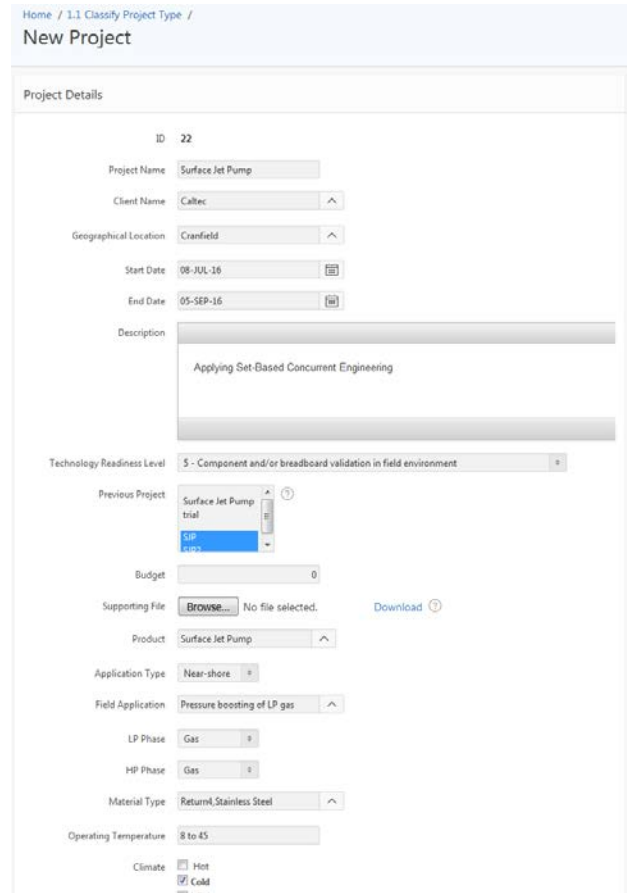 Home / 1.1 Classify Project Type /
New Project
Project Details
ID 22
Project Name Surface Jet Pump
Client Name Caltec
Geographical Location Cranfield
Start Date 08-JUL-16
End Date 05-SEP-16
Description
Applying Set-Based Concurrent Engineering
Technology Readiness Level 5 - Component and/or breadboard validation in field environment
Previous Project Surface Jet Pump
trial
SJP
SJP2
Budget 0
Supporting File Browse... No file selected. Download
Product Surface Jet Pump
Application Type Near-shore
Field Application Pressure boosting of LP gas
LP Phase Gas
HP Phase Gas
Material Type Return4,Stainless Steel
Operating Temperature 8 to 45
Climate Hot
Cold